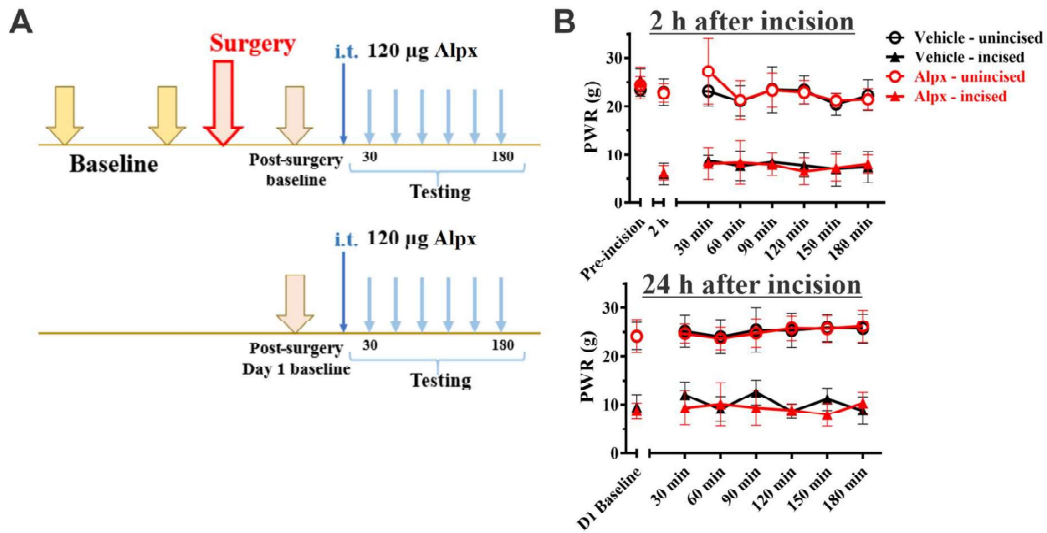 A
Surgery
i.t. 120 µg Alpx
Baseline
Post-surgery
baseline
30
180
Testing
i.t. 120 µg Alpx
Post-surgery
Day 1 baseline
30
180
Testing
B
2 h after incision
Vehicle - unincised
Vehicle - incised
Alpx - unincised
Alpx - incised
PWR (g)
30
20
10
0
Pre-incision
2 h
30 min
60 min
90 min
120 min
150 min
180 min
24 h after incision
PWR (g)
30
20
10
0
D1 Baseline
30 min
60 min
90 min
120 min
150 min
180 min